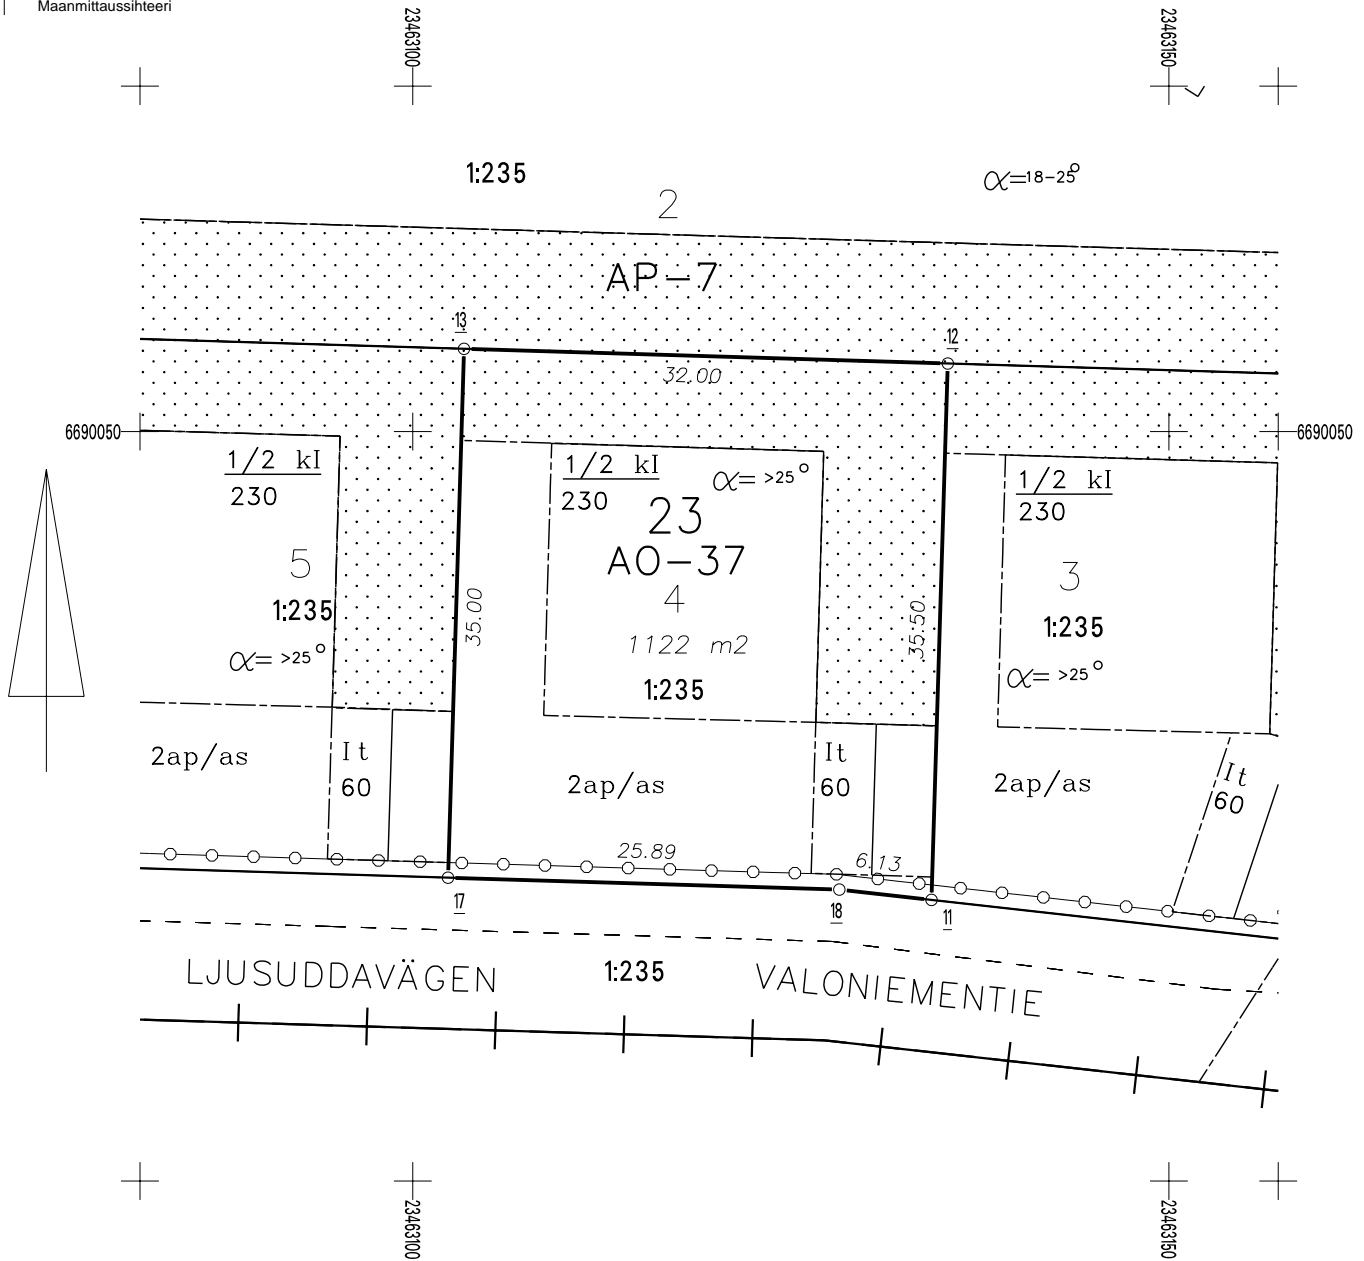 Maanmittaussihteeri
23463100
23463150
1:235
2
α=18-25°
AP-7
13
12
32.00
6690050
6690050
1/2 kI
230
1/2 kI
230
α= >25°
1/2 kI
230
23
AO-37
5
4
3
1:235
35.00
35.50
1122 m2
1:235
α= >25°
1:235
α= >25°
2ap/as
It
60
2ap/as
It
60
2ap/as
It
60
25.89
6.13
17
18
11
LJUSUDDAVÄGEN
1:235
VALONIEMENTIE
23463100
23463150